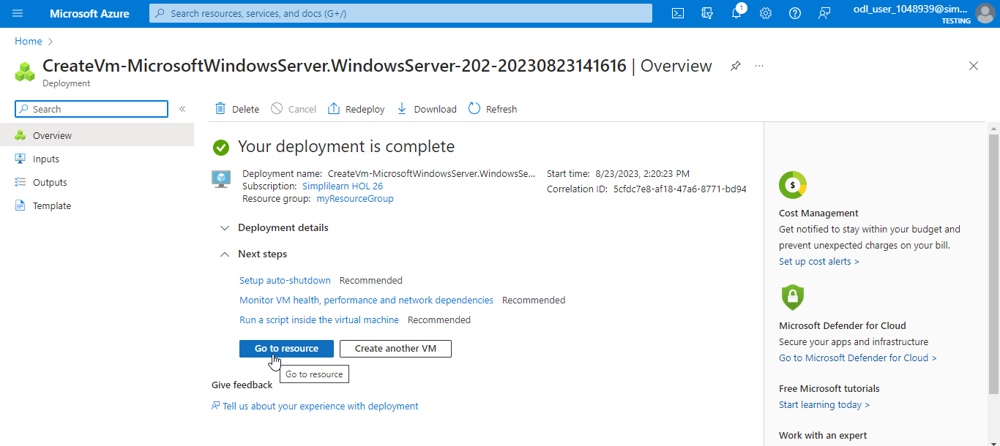 Microsoft Azure
Search resources, services, and docs (G+/)
1
odl_user_1048939@sim...
TESTING
Home
CreateVm-MicrosoftWindowsServer.WindowsServer-202-20230823141616 | Overview
Deployment
Search
Overview
Inputs
Outputs
Template
Delete
Cancel
Redeploy
Download
Refresh
Your deployment is complete
Deployment name: CreateVm-MicrosoftWindowsServer.WindowsSe...
Subscription: Simplilearn HOL 26
Resource group: myResourceGroup
Start time: 8/23/2023, 2:20:23 PM
Correlation ID: 5cfdc7e8-af18-47a6-8771-bd94
Deployment details
Next steps
Setup auto-shutdown Recommended
Monitor VM health, performance and network dependencies Recommended
Run a script inside the virtual machine Recommended
Go to resource
Create another VM
Go to resource
Give feedback
Tell us about your experience with deployment
$
Cost Management
Get notified to stay within your budget and
prevent unexpected charges on your bill.
Set up cost alerts >
Microsoft Defender for Cloud
Secure your apps and infrastructure
Go to Microsoft Defender for Cloud >
Free Microsoft tutorials
Start learning today >
Work with an expert